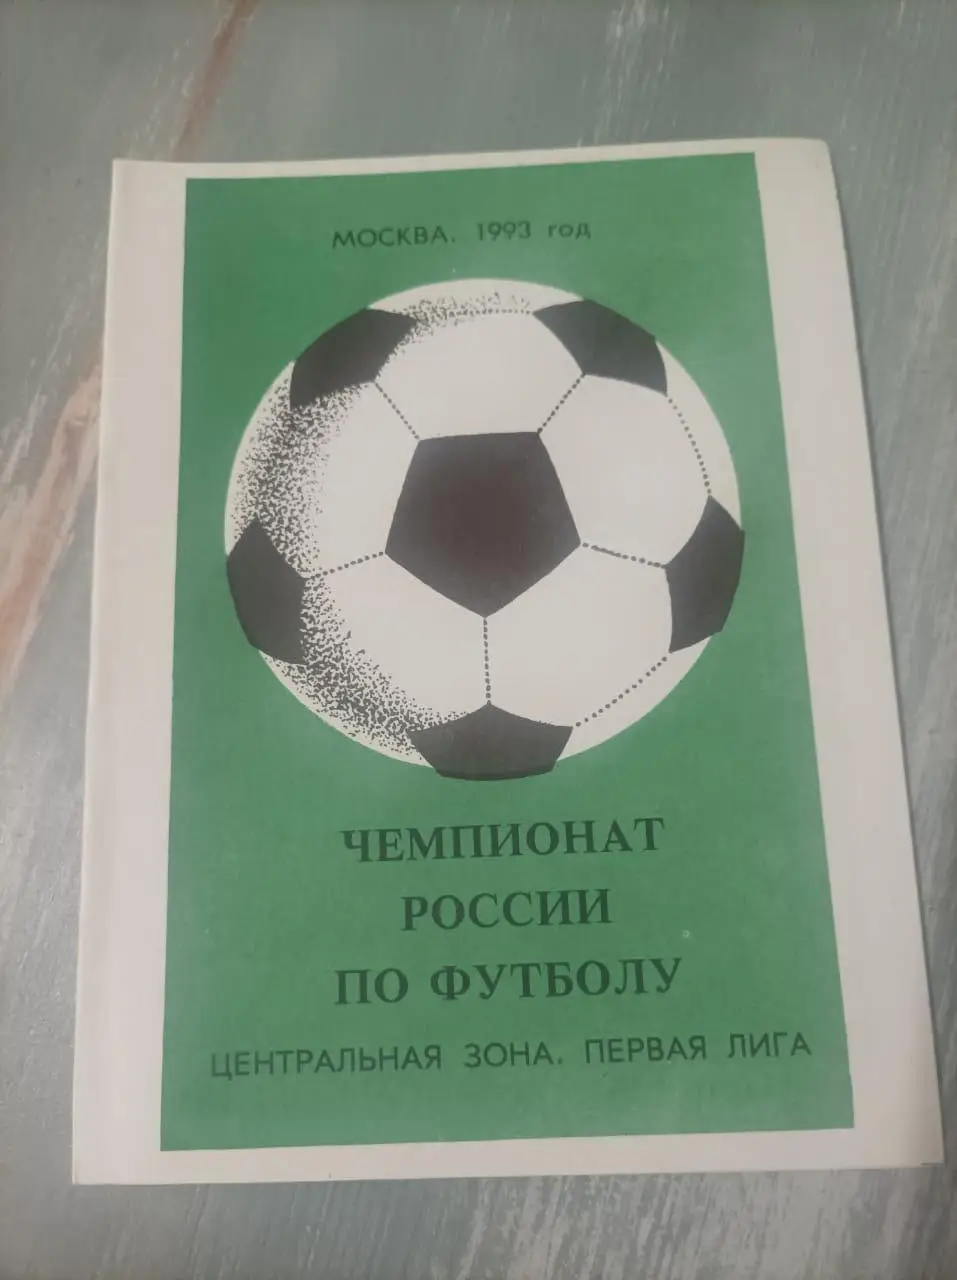 МОСКВА. 1993 год
ЧЕМПИОНАТ
РОССИИ
ПО ФУТБОЛУ
ЦЕНТРАЛЬНАЯ ЗОНА. ПЕРВАЯ ЛИГА